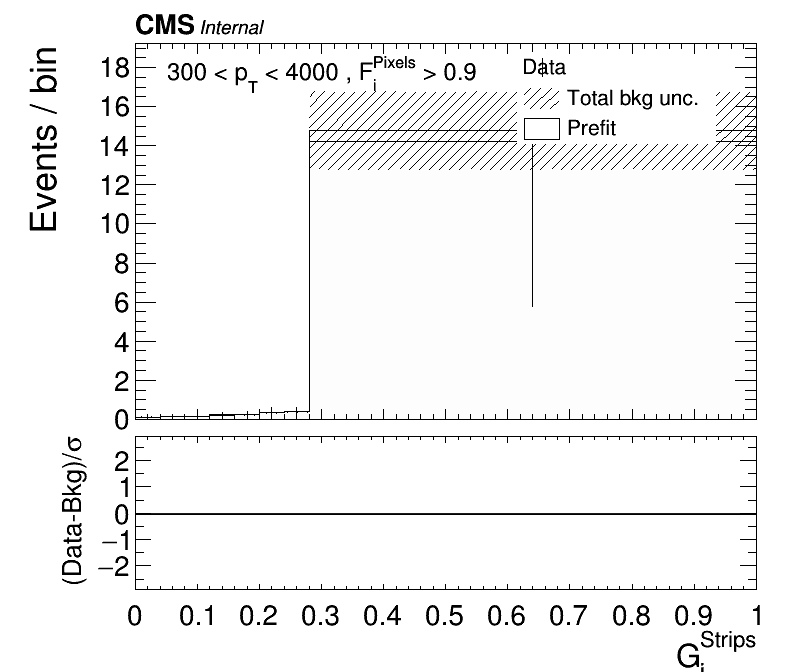 CMS Internal
300 < p_T < 4000 , F_i^Pixels > 0.9
Data
Total bkg unc.
Prefit
Events / bin
18
16
14
12
10
8
6
4
2
0
(Data-Bkg)/σ
2
1
0
−1
−2
0 0.1 0.2 0.3 0.4 0.5 0.6 0.7 0.8 0.9 1
G_i^Strips